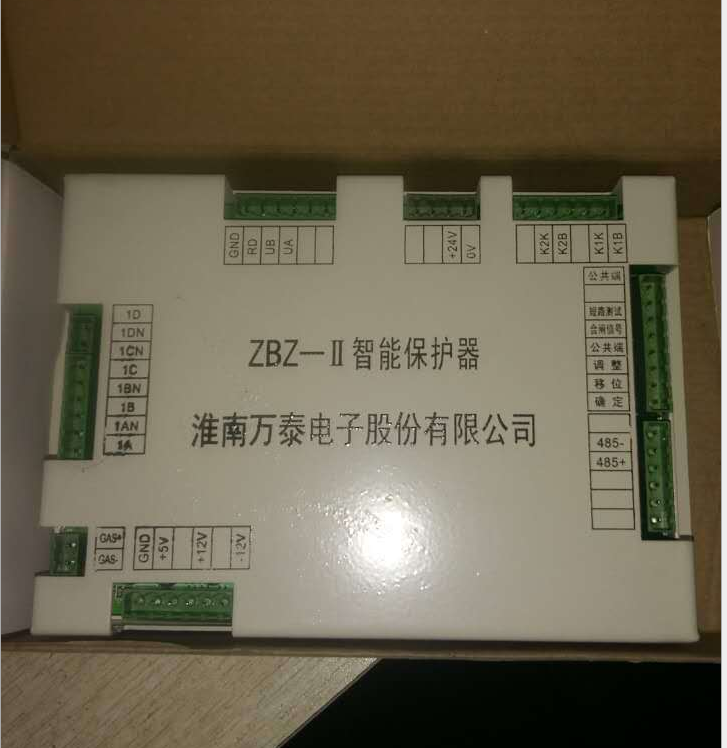 GND
RD
UB
UA
+24V
0V
K2K
K2B
K1K
K1B
公共端
短路测试
合闸信号
公共端
调整
移位
确定
485-
485+
1D
1DN
1CN
1C
1BN
1B
1AN
1A
ZBZ—Ⅱ智能保护器
淮南万泰电子股份有限公司
GAS+
GAS-
GND
+5V
+12V
-12V